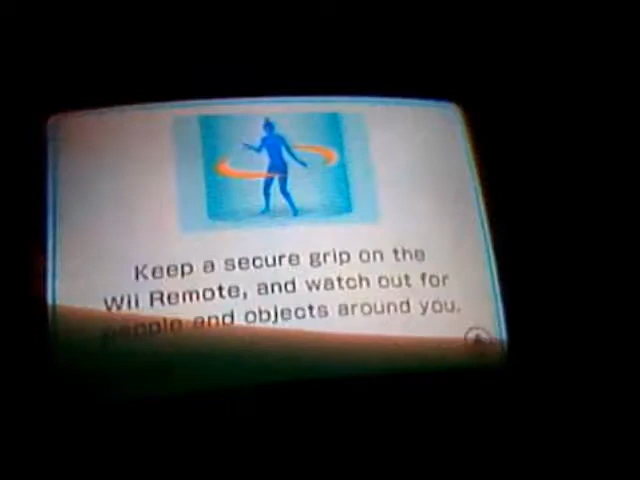 Keep a secure grip on the
Wii Remote, and watch out for
people and objects around you.
A